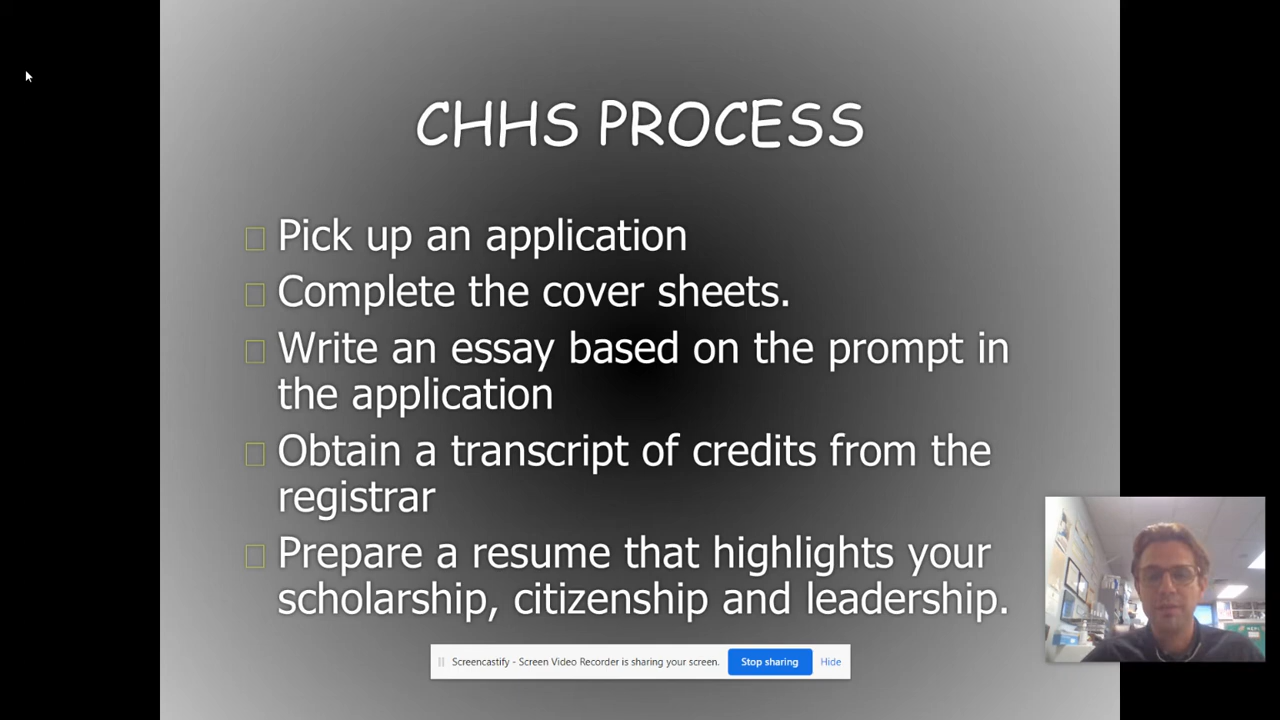 CHHS PROCESS
Pick up an application
Complete the cover sheets.
Write an essay based on the prompt in
the application
Obtain a transcript of credits from the
registrar
Prepare a resume that highlights your
scholarship, citizenship and leadership.
Screencastify - Screen Video Recorder is sharing your screen.
Stop sharing
Hide